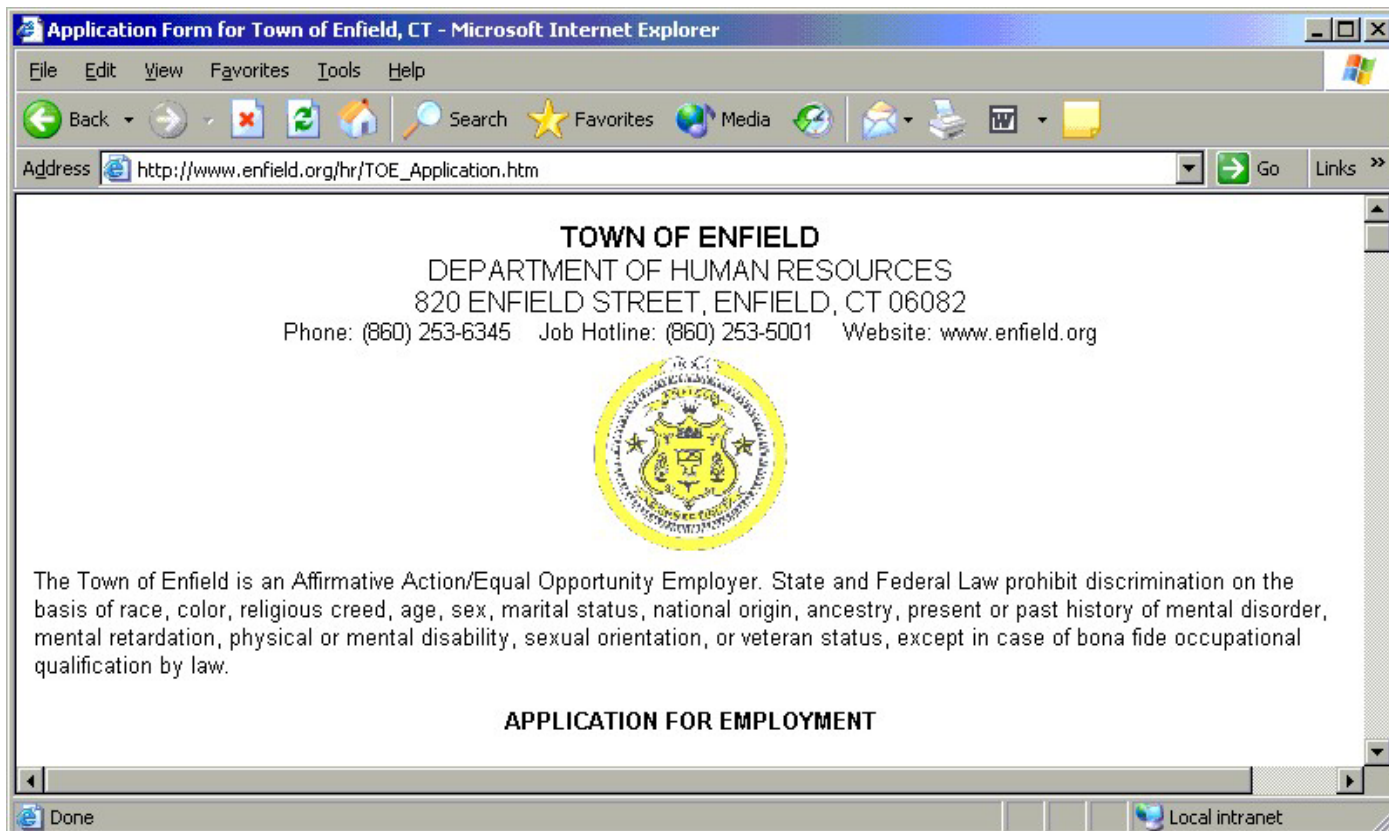 Application Form for Town of Enfield, CT - Microsoft Internet Explorer
File Edit View Favorites Tools Help
Back Search Favorites Media
Address http://www.enfield.org/hr/TOE_Application.htm Go Links »
TOWN OF ENFIELD
DEPARTMENT OF HUMAN RESOURCES
820 ENFIELD STREET, ENFIELD, CT 06082
Phone: (860) 253-6345 Job Hotline: (860) 253-5001 Website: www.enfield.org
The Town of Enfield is an Affirmative Action/Equal Opportunity Employer. State and Federal Law prohibit discrimination on the
basis of race, color, religious creed, age, sex, marital status, national origin, ancestry, present or past history of mental disorder,
mental retardation, physical or mental disability, sexual orientation, or veteran status, except in case of bona fide occupational
qualification by law.
APPLICATION FOR EMPLOYMENT
Done Local intranet